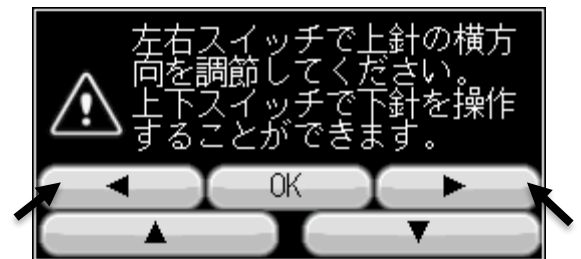 左右スイッチで上針の横方
向を調節してください。
上下スイッチで下針を操作
することができます。
OK